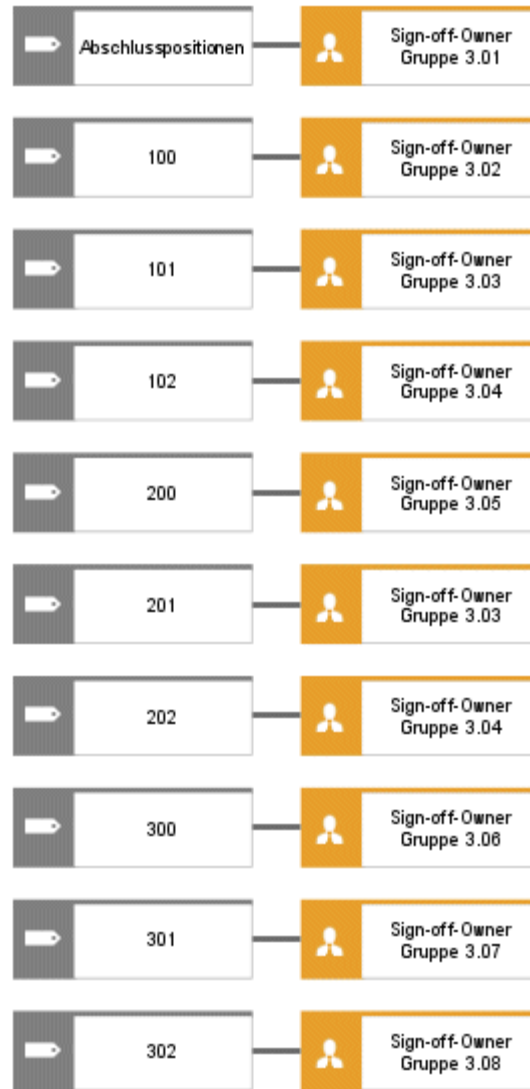 Abschlusspositionen
Sign-off-Owner
Gruppe 3.01
100
Sign-off-Owner
Gruppe 3.02
101
Sign-off-Owner
Gruppe 3.03
102
Sign-off-Owner
Gruppe 3.04
200
Sign-off-Owner
Gruppe 3.05
201
Sign-off-Owner
Gruppe 3.03
202
Sign-off-Owner
Gruppe 3.04
300
Sign-off-Owner
Gruppe 3.06
301
Sign-off-Owner
Gruppe 3.07
302
Sign-off-Owner
Gruppe 3.08